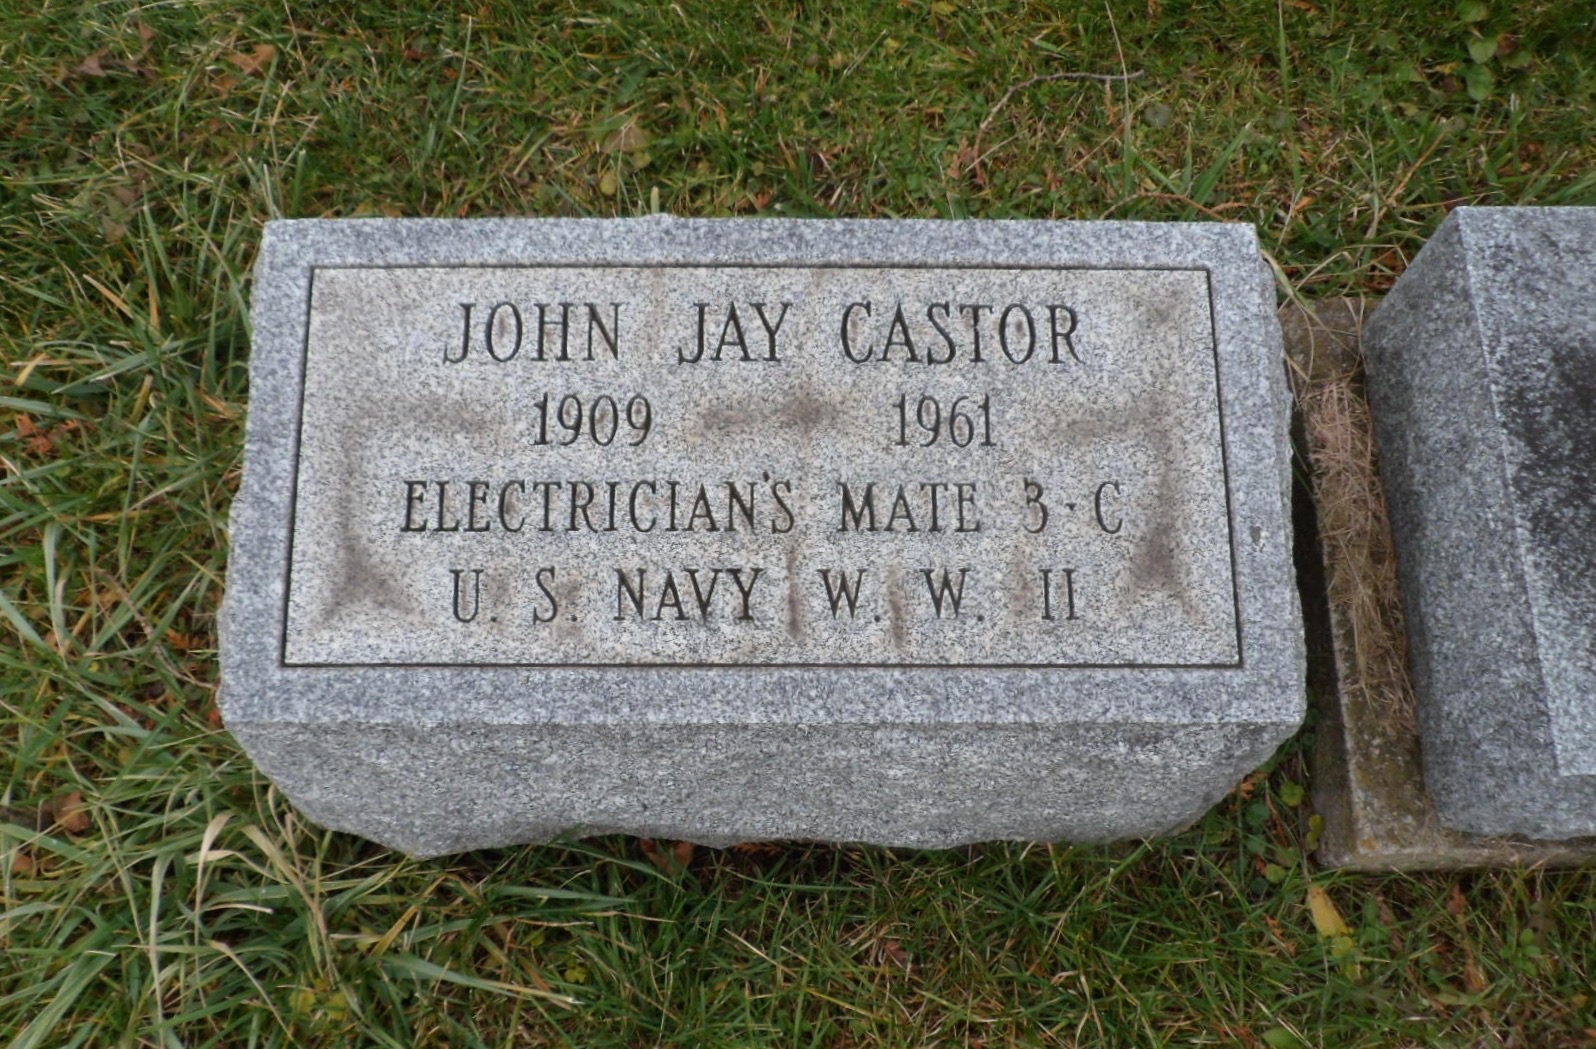 JOHN JAY CASTOR
1909 1961
ELECTRICIAN'S MATE 3-C
U. S. NAVY W. W. II